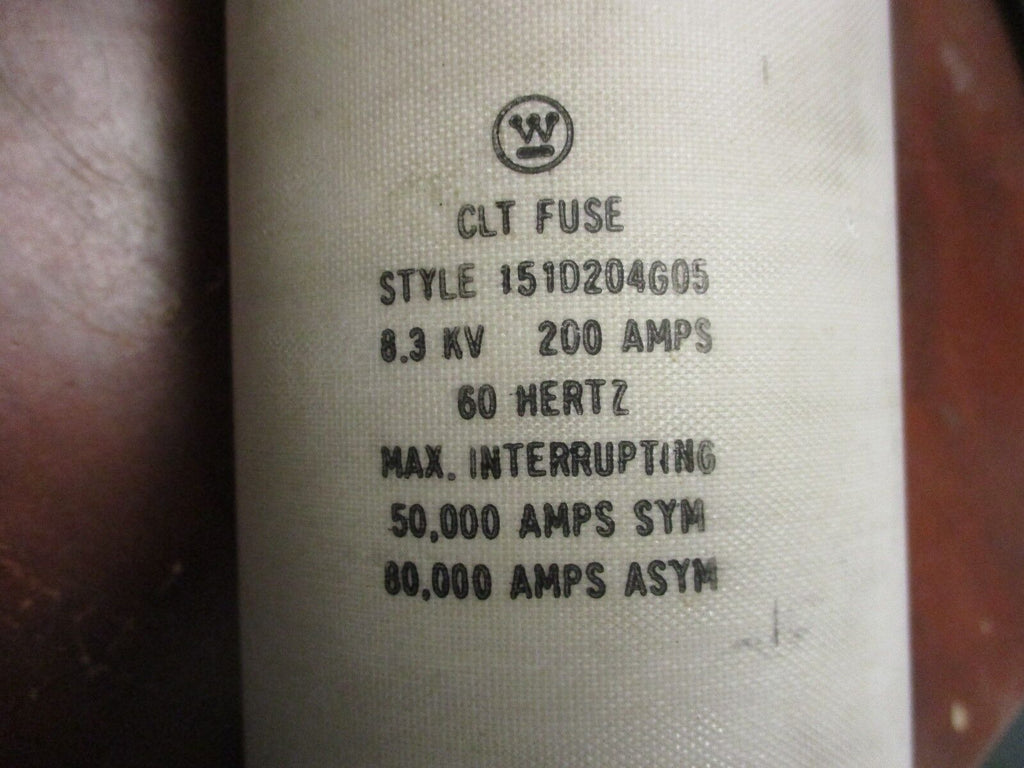 W
CLT FUSE
STYLE 151D204G05
8.3 KV 200 AMPS
60 HERTZ
MAX. INTERRUPTING
50,000 AMPS SYM
80,000 AMPS ASYM